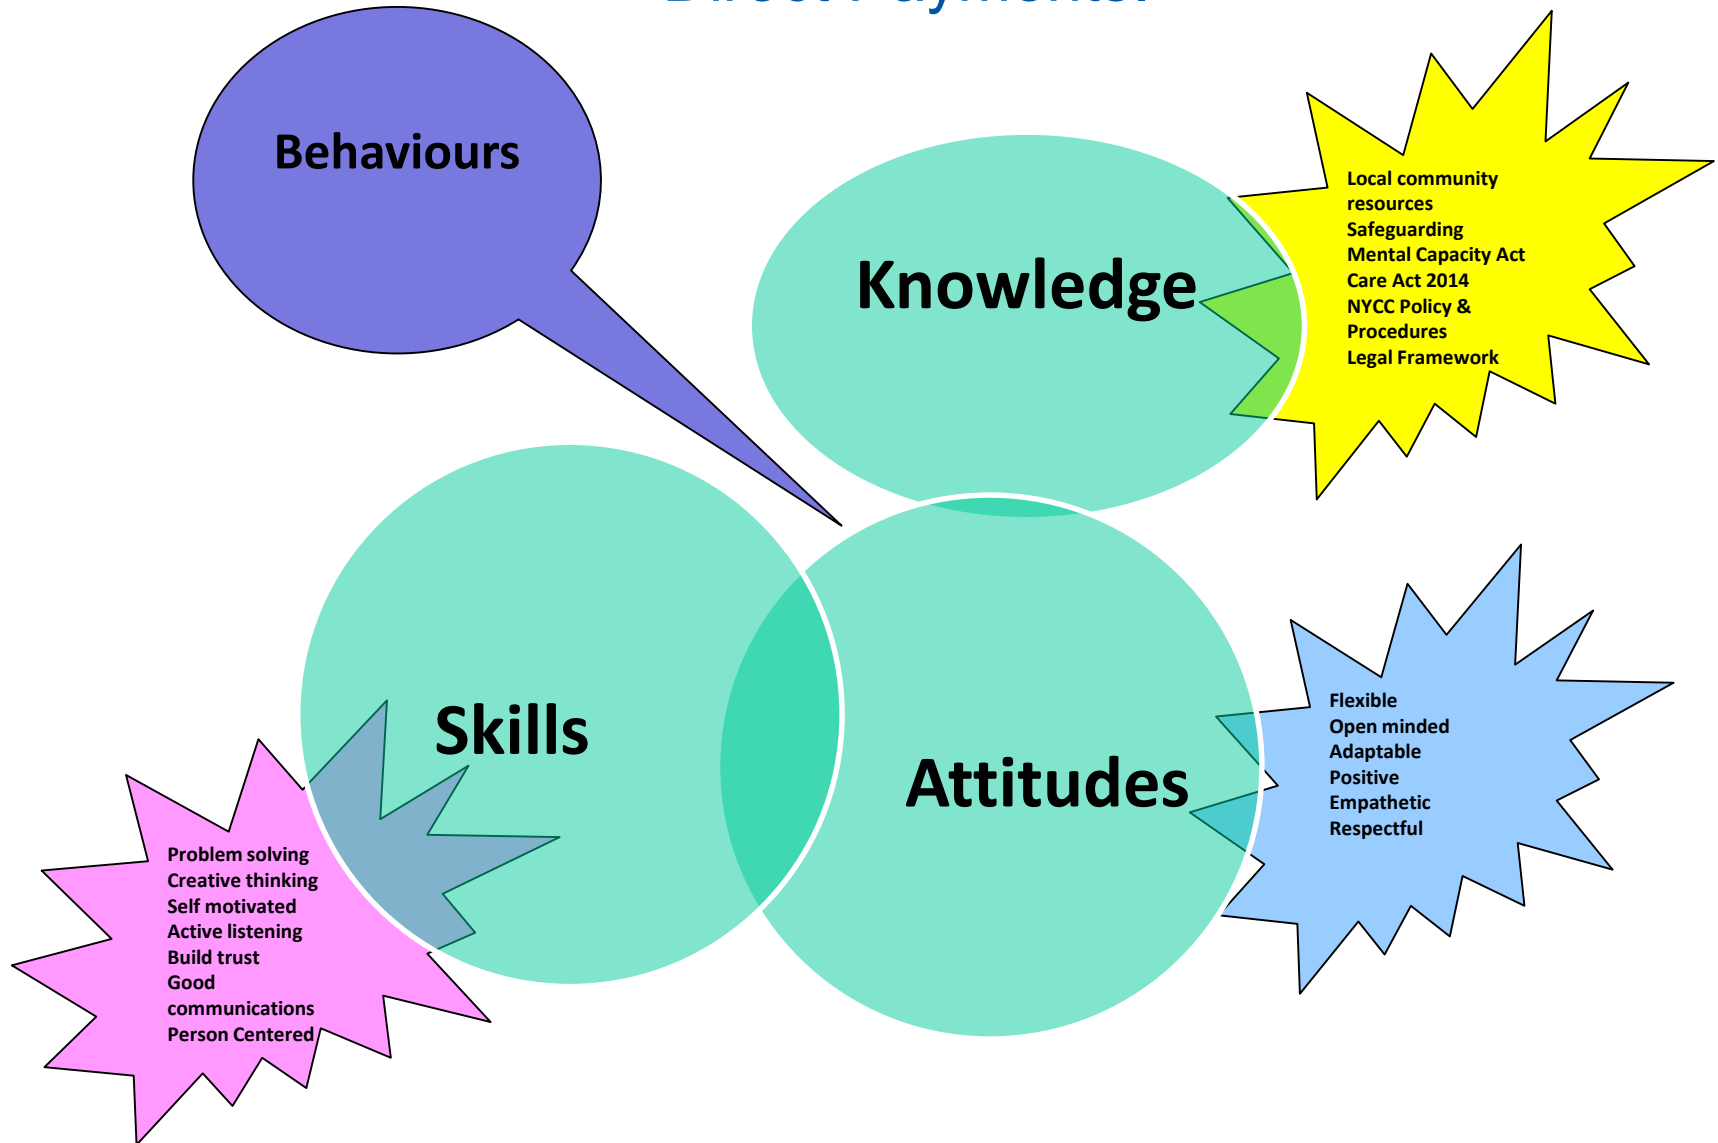 Direct Payments.
Behaviours
Knowledge
Local community
resources
Safeguarding
Mental Capacity Act
Care Act 2014
NYCC Policy &
Procedures
Legal Framework
Skills
Attitudes
Flexible
Open minded
Adaptable
Positive
Empathetic
Respectful
Problem solving
Creative thinking
Self motivated
Active listening
Build trust
Good
communications
Person Centered